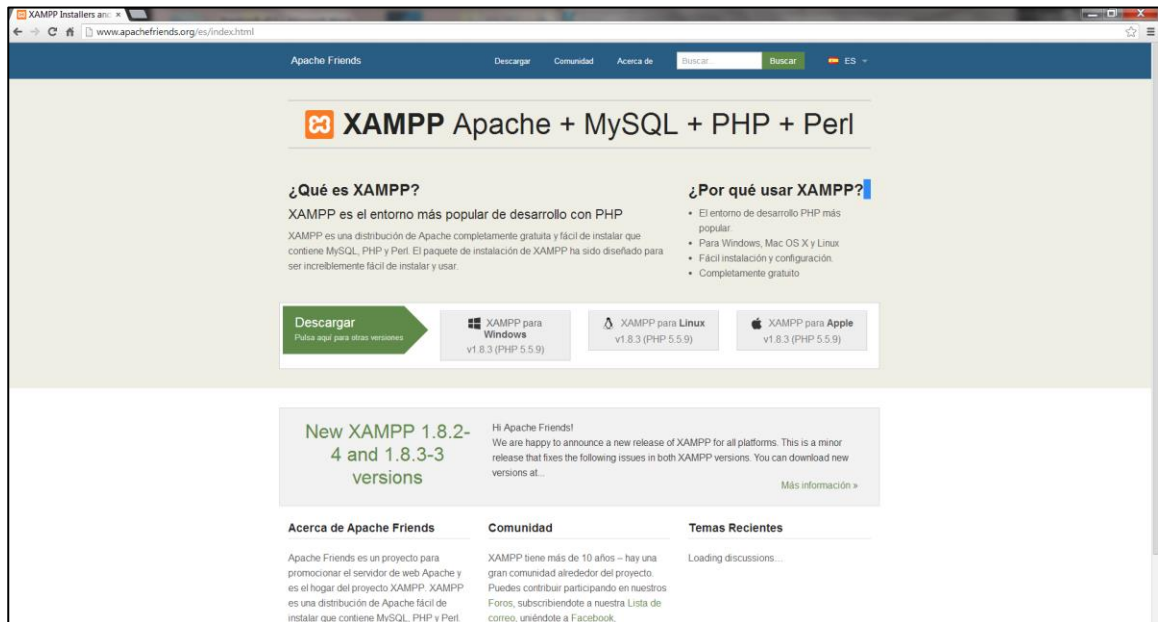 XAMPP Installers and
www.apachefriends.org/es/index.html
Apache Friends
Descargar
Comunidad
Acerca de
Buscar...
Buscar
ES
XAMPP Apache + MySQL + PHP + Perl
¿Qué es XAMPP?
XAMPP es el entorno más popular de desarrollo con PHP
XAMPP es una distribución de Apache completamente gratuita y fácil de instalar que
contiene MySQL, PHP y Perl. El paquete de instalación de XAMPP ha sido diseñado para
ser increíblemente fácil de instalar y usar.
¿Por qué usar XAMPP?
• El entorno de desarrollo PHP más
popular.
• Para Windows, Mac OS X y Linux
• Fácil instalación y configuración.
• Completamente gratuito
Descargar
Pulsa aquí para otras versiones
XAMPP para
Windows
v1.8.3 (PHP 5.5.9)
XAMPP para Linux
v1.8.3 (PHP 5.5.9)
XAMPP para Apple
v1.8.3 (PHP 5.5.9)
New XAMPP 1.8.2-
4 and 1.8.3-3
versions
Hi Apache Friends!
We are happy to announce a new release of XAMPP for all platforms. This is a minor
release that fixes the following issues in both XAMPP versions. You can download new
versions at...
Más información »
Acerca de Apache Friends
Apache Friends es un proyecto para
promocionar el servidor de web Apache y
es el hogar del proyecto XAMPP. XAMPP
es una distribución de Apache fácil de
instalar que contiene MySQL, PHP y Perl.
Comunidad
XAMPP tiene más de 10 años – hay una
gran comunidad alrededor del proyecto.
Puedes contribuir participando en nuestros
Foros, subscribiendote a nuestra Lista de
correo, uniéndote a Facebook,
Temas Recientes
Loading discussions...